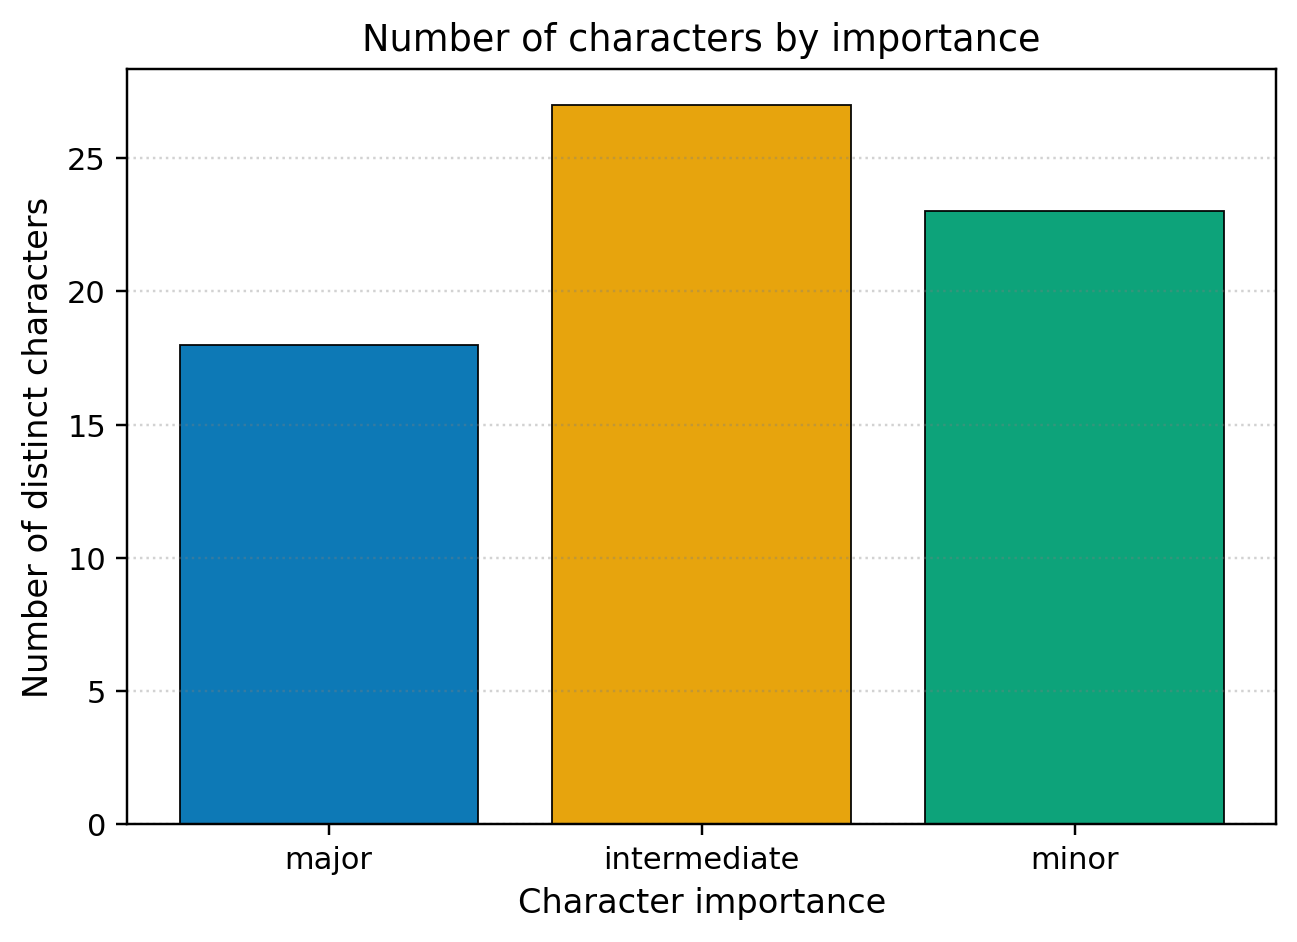 Number of characters by importance
Number of distinct characters
25
20
15
10
5
0
major
intermediate
minor
Character importance